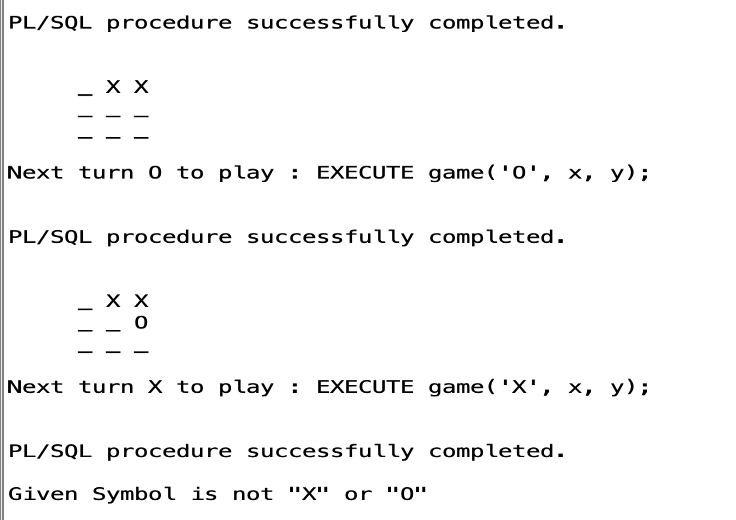 PL/SQL procedure successfully completed.
_ X X
_ _ _
_ _ _
Next turn O to play : EXECUTE game('O', x, y);
PL/SQL procedure successfully completed.
_ X X
_ _ O
_ _ _
Next turn X to play : EXECUTE game('X', x, y);
PL/SQL procedure successfully completed.
Given Symbol is not "X" or "O"